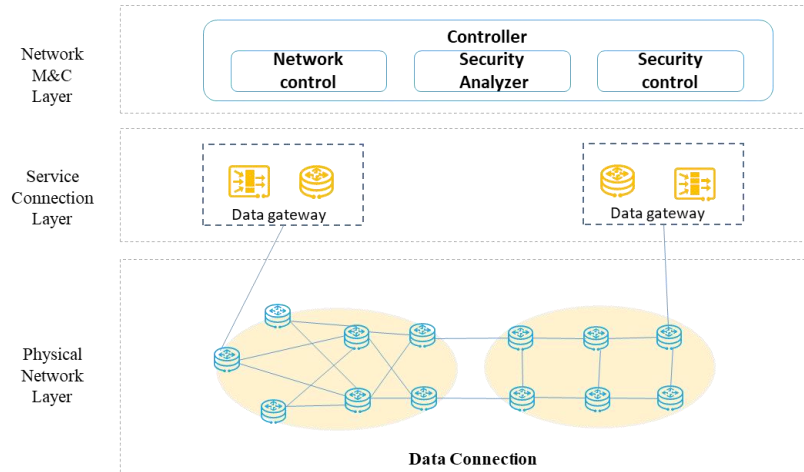 Network
M&C
Layer
Controller
Network
control
Security
Analyzer
Security
control
Service
Connection
Layer
Data gateway
Data gateway
Physical
Network
Layer
Data Connection